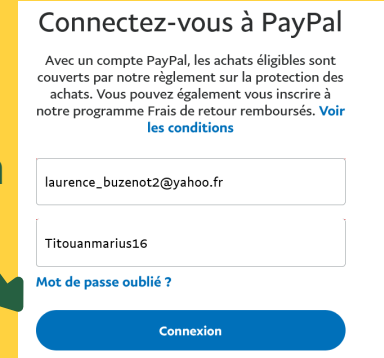 Connectez-vous à PayPal
Avec un compte PayPal, les achats éligibles sont
couverts par notre règlement sur la protection des
achats. Vous pouvez également vous inscrire à
notre programme Frais de retour remboursés. Voir
les conditions
laurence_buzenot2@yahoo.fr
Titouanmarius16
Mot de passe oublié ?
Connexion